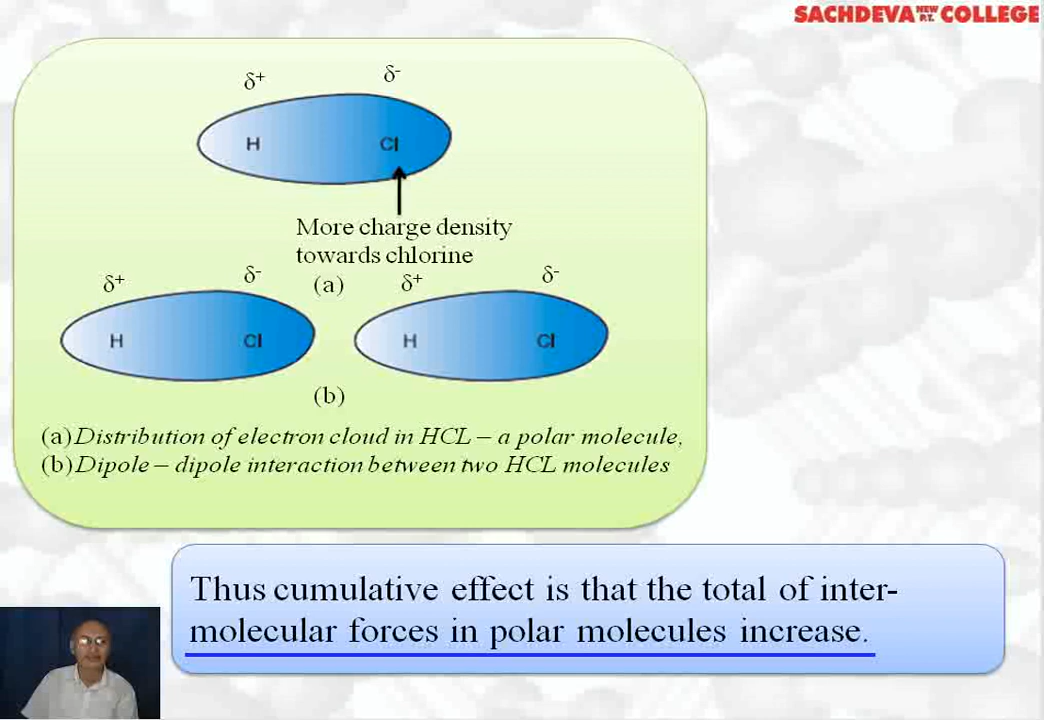 SACHDEVA NEW P.T. COLLEGE
δ+ δ-
H Cl
More charge density
towards chlorine
δ+ δ- (a) δ+ δ-
H Cl H Cl
(b)
(a) Distribution of electron cloud in HCL – a polar molecule,
(b) Dipole – dipole interaction between two HCL molecules
Thus cumulative effect is that the total of inter-
molecular forces in polar molecules increase.